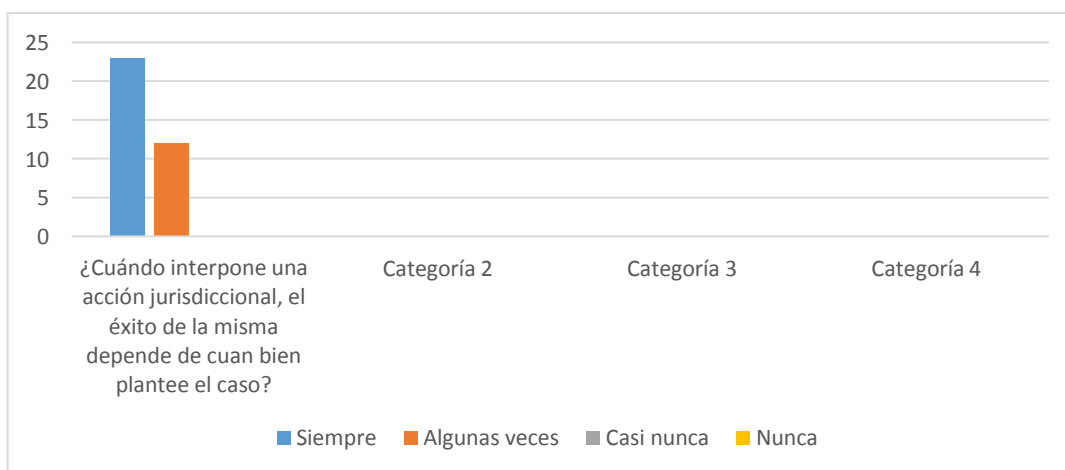 25
20
15
10
5
0
¿Cuándo interpone una
acción jurisdiccional, el
éxito de la misma
depende de cuan bien
plantee el caso?
Categoría 2
Categoría 3
Categoría 4
Siempre
Algunas veces
Casi nunca
Nunca